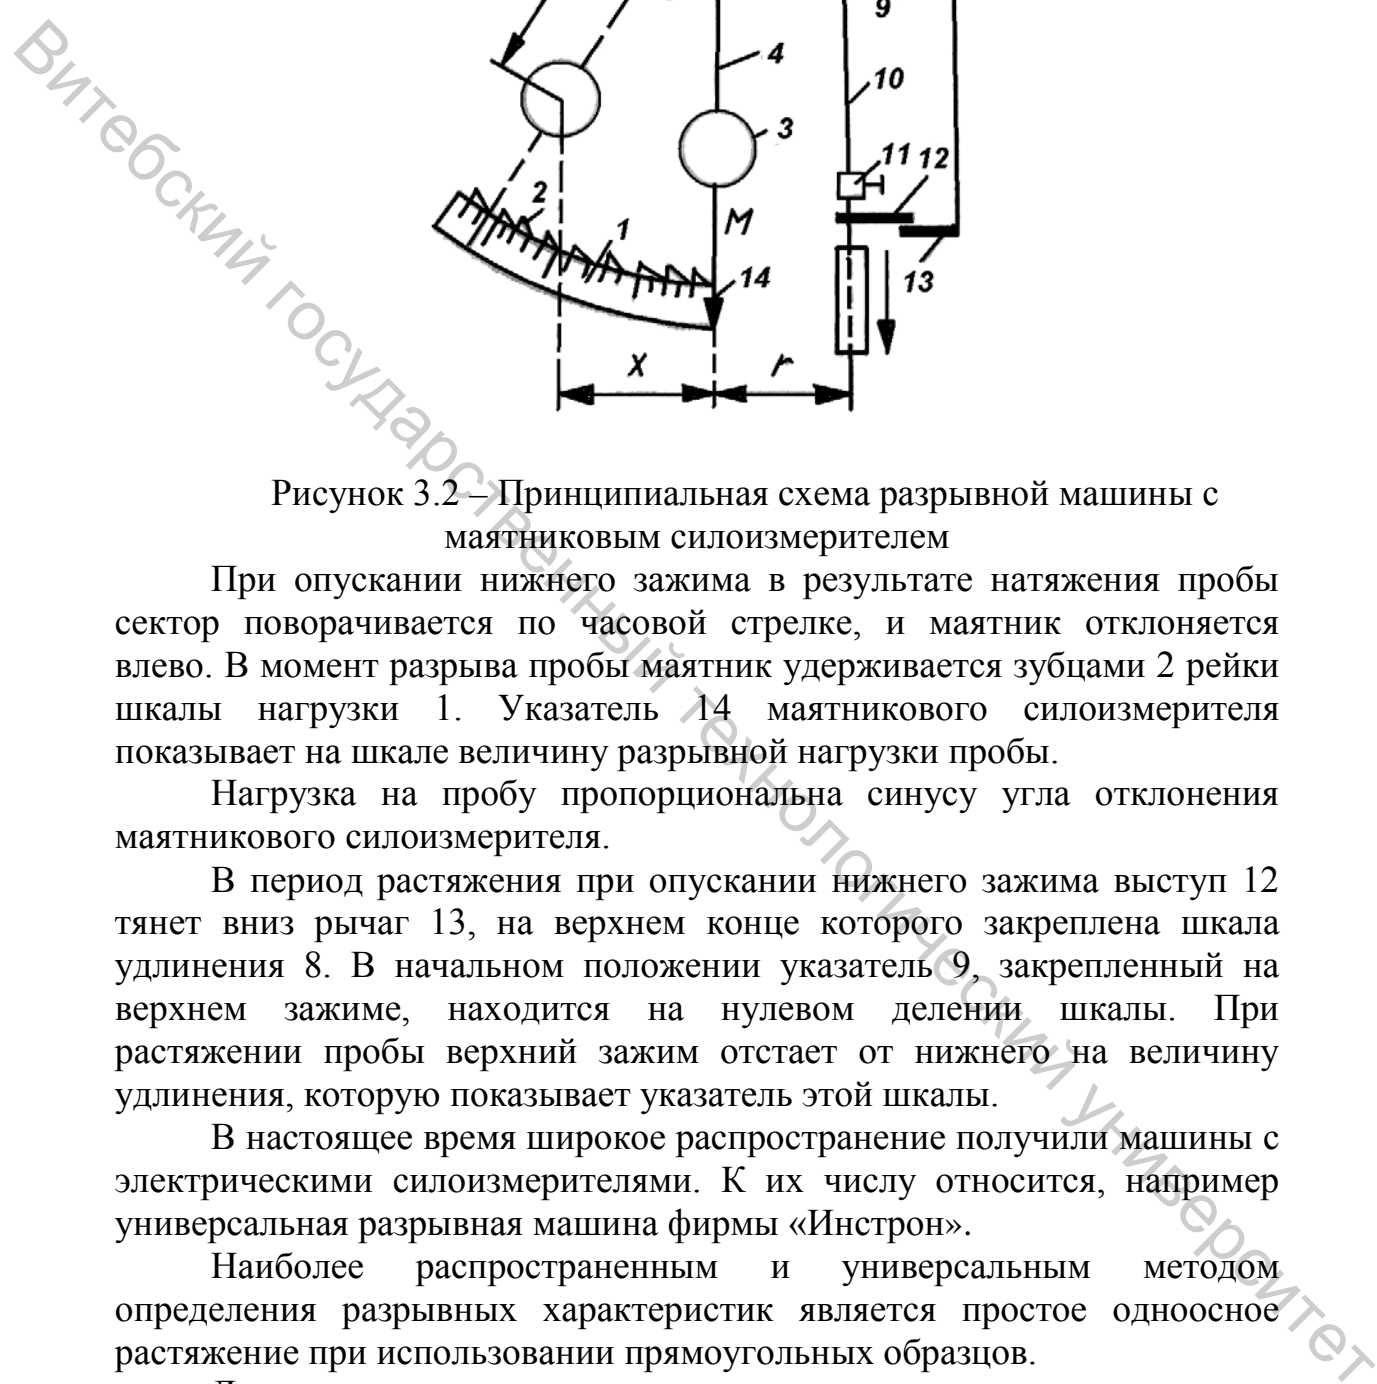 9
4
10
3
11 12
2
1
M
14
13
x
r
Рисунок 3.2 – Принципиальная схема разрывной машины с
маятниковым силоизмерителем
При опускании нижнего зажима в результате натяжения пробы
сектор поворачивается по часовой стрелке, и маятник отклоняется
влево. В момент разрыва пробы маятник удерживается зубцами 2 рейки
шкалы нагрузки 1. Указатель 14 маятникового силоизмерителя
показывает на шкале величину разрывной нагрузки пробы.
Нагрузка на пробу пропорциональна синусу угла отклонения
маятникового силоизмерителя.
В период растяжения при опускании нижнего зажима выступ 12
тянет вниз рычаг 13, на верхнем конце которого закреплена шкала
удлинения 8. В начальном положении указатель 9, закрепленный на
верхнем зажиме, находится на нулевом делении шкалы. При
растяжении пробы верхний зажим отстает от нижнего на величину
удлинения, которую показывает указатель этой шкалы.
В настоящее время широкое распространение получили машины с
электрическими силоизмерителями. К их числу относится, например
универсальная разрывная машина фирмы «Инстрон».
Наиболее распространенным и универсальным методом
определения разрывных характеристик является простое одноосное
растяжение при использовании прямоугольных образцов.
Витебский государственный технологический университет